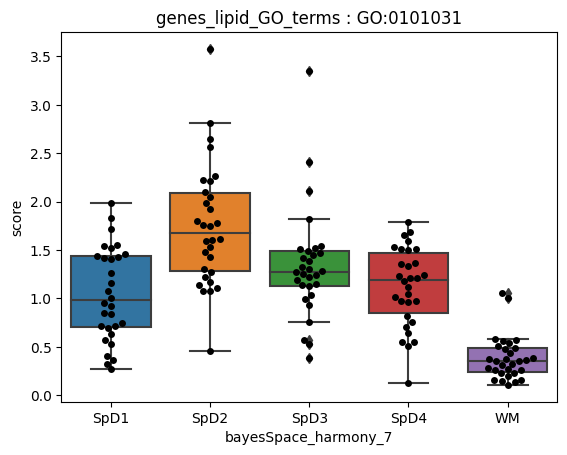 genes_lipid_GO_terms : GO:0101031
score
3.5
3.0
2.5
2.0
1.5
1.0
0.5
0.0
SpD1 SpD2 SpD3 SpD4 WM
bayesSpace_harmony_7